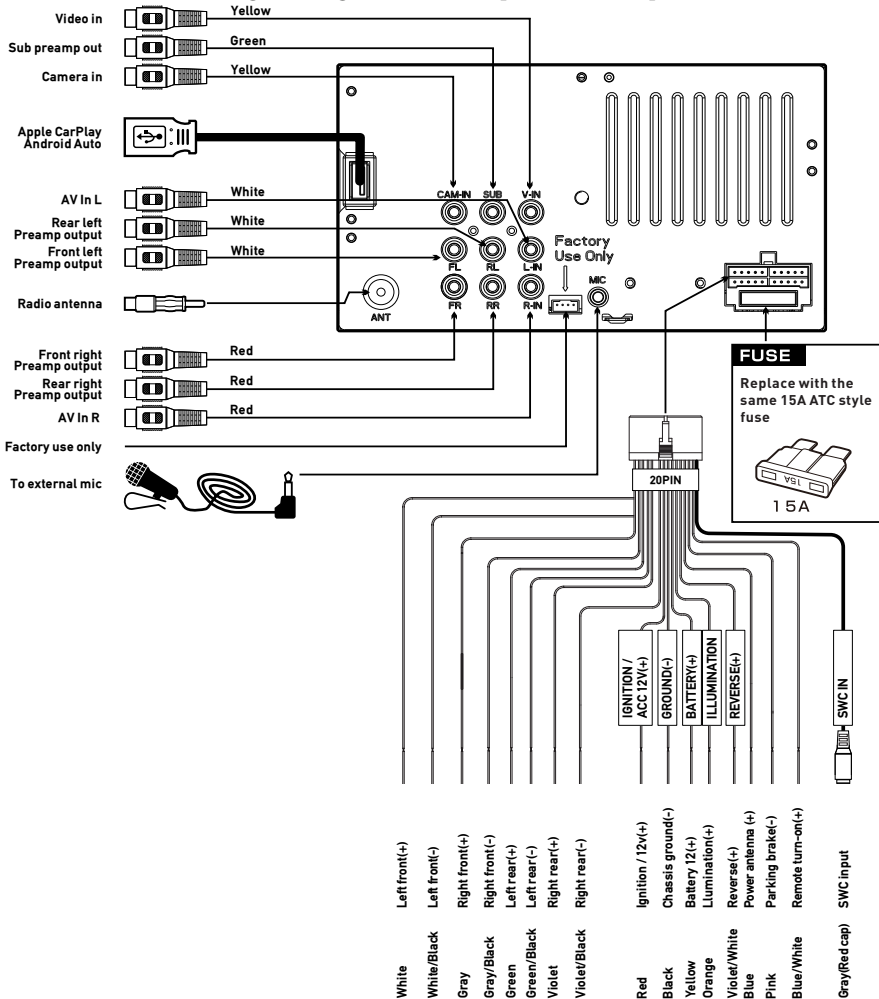 Video in
Yellow
Sub preamp out
Green
Camera in
Yellow
Apple CarPlay
Android Auto
AV In L
White
Rear left
Preamp output
White
Front left
Preamp output
White
Radio antenna
CAM-IN
SUB
V-IN
FL
RL
L-IN
FR
RR
R-IN
Factory
Use Only
MIC
ANT
Front right
Preamp output
Red
Rear right
Preamp output
Red
AV In R
Red
Factory use only
To external mic
FUSE
Replace with the
same 15A ATC style
fuse
15A
15A
20PIN
IGNITION /
ACC 12V(+)
GROUND(-)
BATTERY(+)
ILLUMINATION
REVERSE(+)
SWC IN
White Left front(+)
White/Black Left front(-)
Gray Right front(+)
Gray/Black Right front(-)
Green Left rear(+)
Green/Black Left rear(-)
Violet Right rear(+)
Violet/Black Right rear(-)
Red Ignition / 12v(+)
Black Chassis ground(-)
Yellow Battery 12(+)
Orange Llumination(+)
Violet/White Reverse(+)
Blue Power antenna (+)
Pink Parking brake(-)
Blue/White Remote turn-on(+)
Gray(Red cap) SWC input